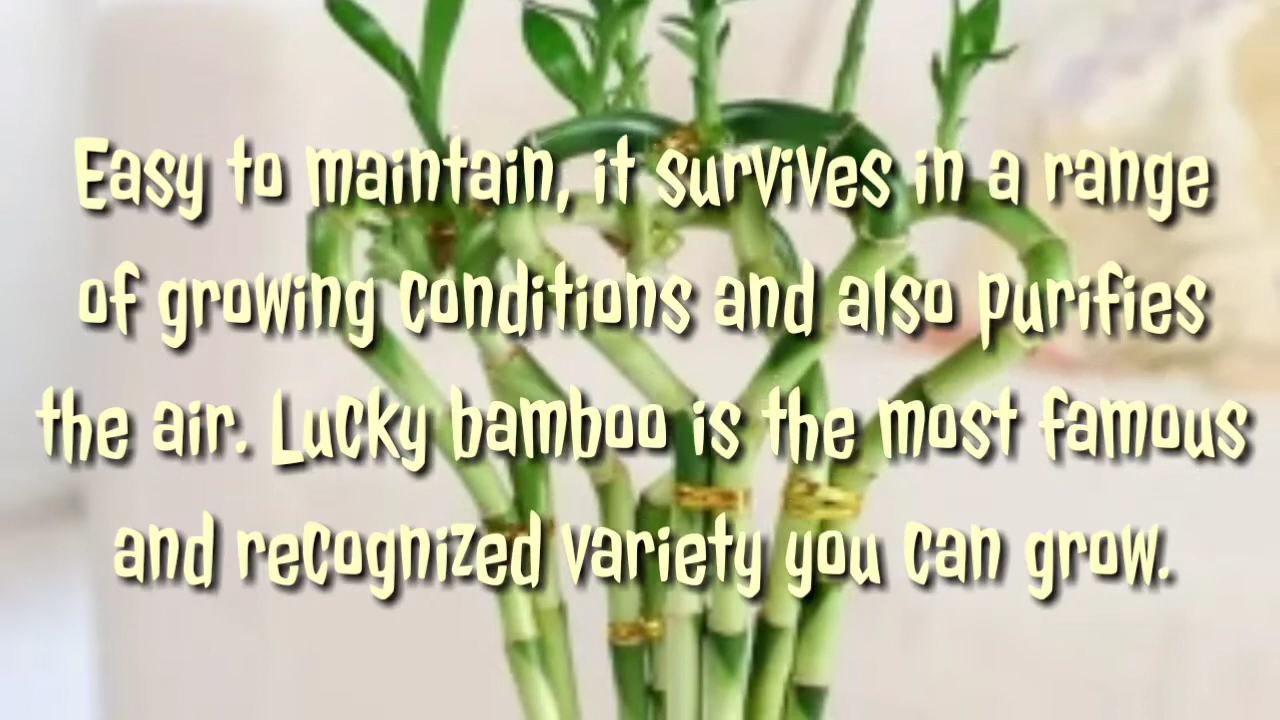 Easy to maintain, it survives in a range
of growing conditions and also purifies
the air. Lucky bamboo is the most famous
and recognized variety you can grow.